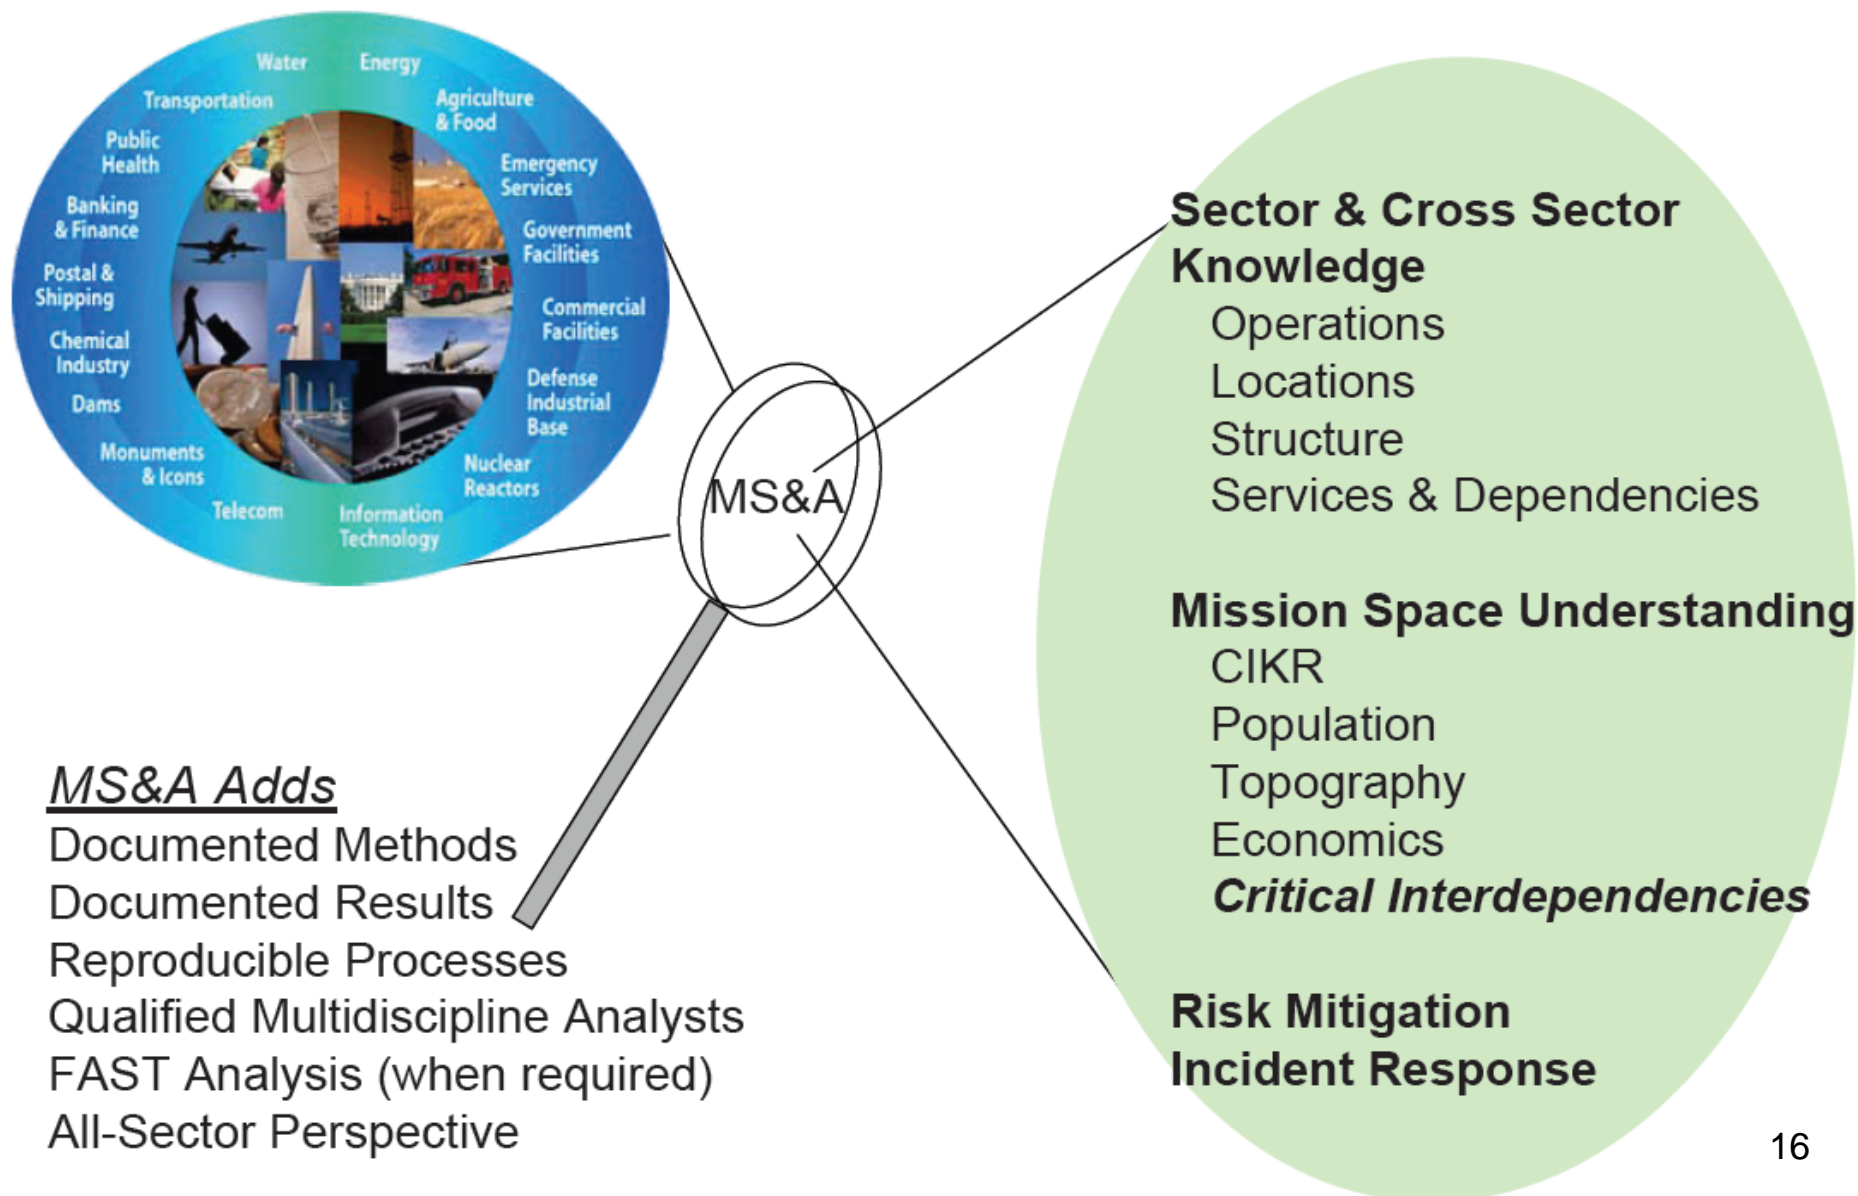 Water
Energy
Transportation
Agriculture
& Food
Public
Health
Emergency
Services
Banking
& Finance
Government
Facilities
Postal &
Shipping
Commercial
Facilities
Chemical
Industry
Defense
Industrial
Base
Dams
Monuments
& Icons
Nuclear
Reactors
Telecom
Information
Technology
MS&A
Sector & Cross Sector
Knowledge
Operations
Locations
Structure
Services & Dependencies
Mission Space Understanding
CIKR
Population
Topography
Economics
Critical Interdependencies
Risk Mitigation
Incident Response
MS&A Adds
Documented Methods
Documented Results
Reproducible Processes
Qualified Multidiscipline Analysts
FAST Analysis (when required)
All-Sector Perspective
16